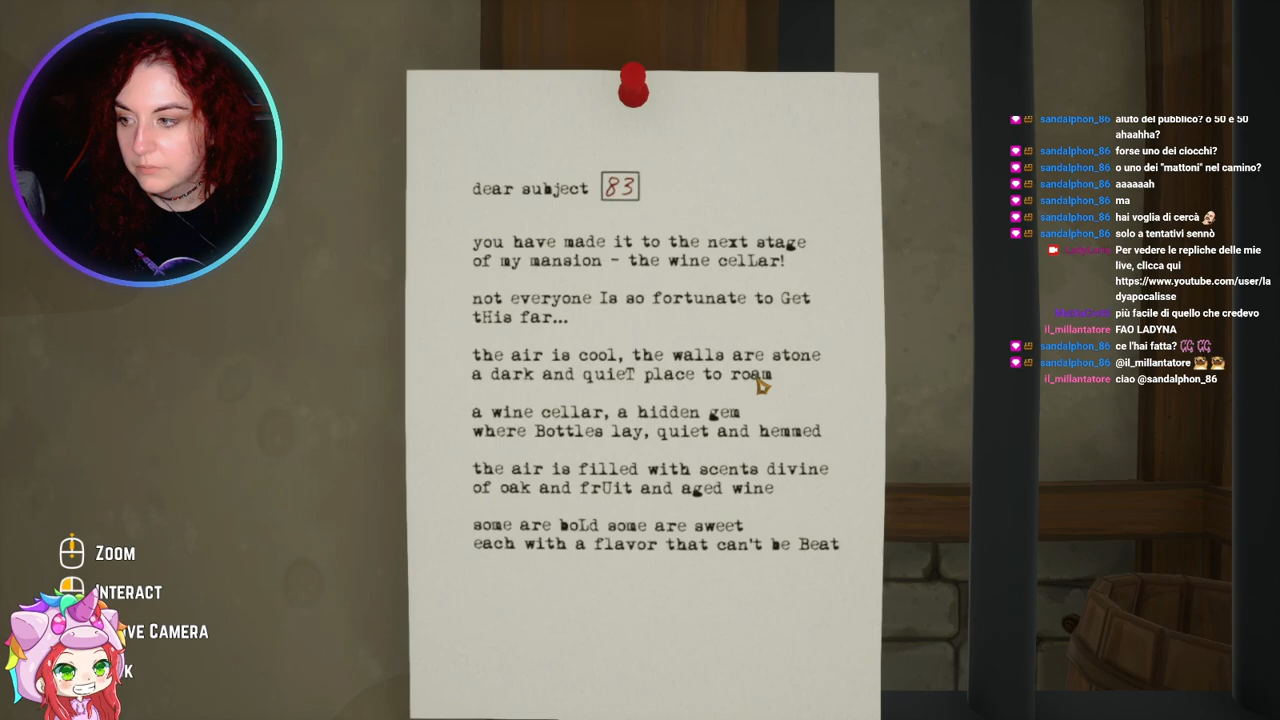 dear subject 83
you have made it to the next stage
of my mansion - the wine celLar!
not everyone Is so fortunate to Get
tHis far...
the air is cool, the walls are stone
a dark and quieT place to roam
a wine cellar, a hidden gem
where Bottles lay, quiet and hemmed
the air is filled with scents divine
of oak and frUit and aged wine
some are boLd some are sweet
each with a flavor that can't be Beat
ZOOM
INTERACT
VE CAMERA
K
sandalphon_86 aiuto del pubblico? o 50 e 50
ahaahha?
sandalphon_86 forse uno dei ciocchi?
sandalphon_86 o uno dei "mattoni" nel camino?
sandalphon_86 aaaaaah
sandalphon_86 ma
sandalphon_86 hai voglia di cercà
sandalphon_86 solo a tentativi sennò
Per vedere le repliche delle mie
live, clicca qui
https://www.youtube.com/user/la
dyapocalisse
più facile di quello che credevo
il_millantatore FAO LADYNA
sandalphon_86 ce l'hai fatta?
sandalphon_86 @il_millantatore
il_millantatore ciao @sandalphon_86